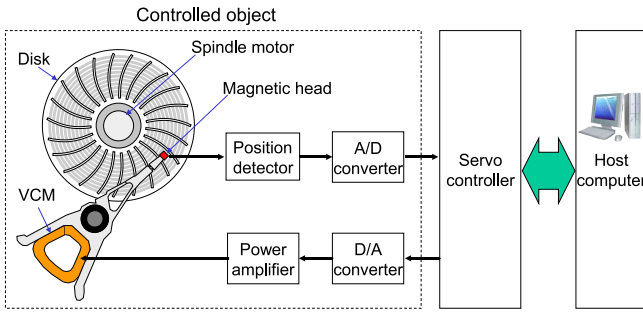 Controlled object
Spindle motor
Disk
Magnetic head
Position
detector
A/D
converter
Servo
controller
Host
computer
VCM
Power
amplifier
D/A
converter